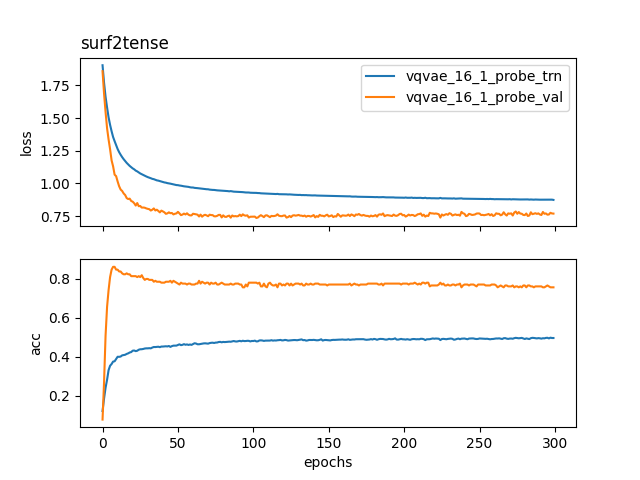 surf2tense
1.75
1.50
1.25
1.00
0.75
loss
vqvae_16_1_probe_trn
vqvae_16_1_probe_val
0.8
0.6
0.4
0.2
acc
0 50 100 150 200 250 300
epochs